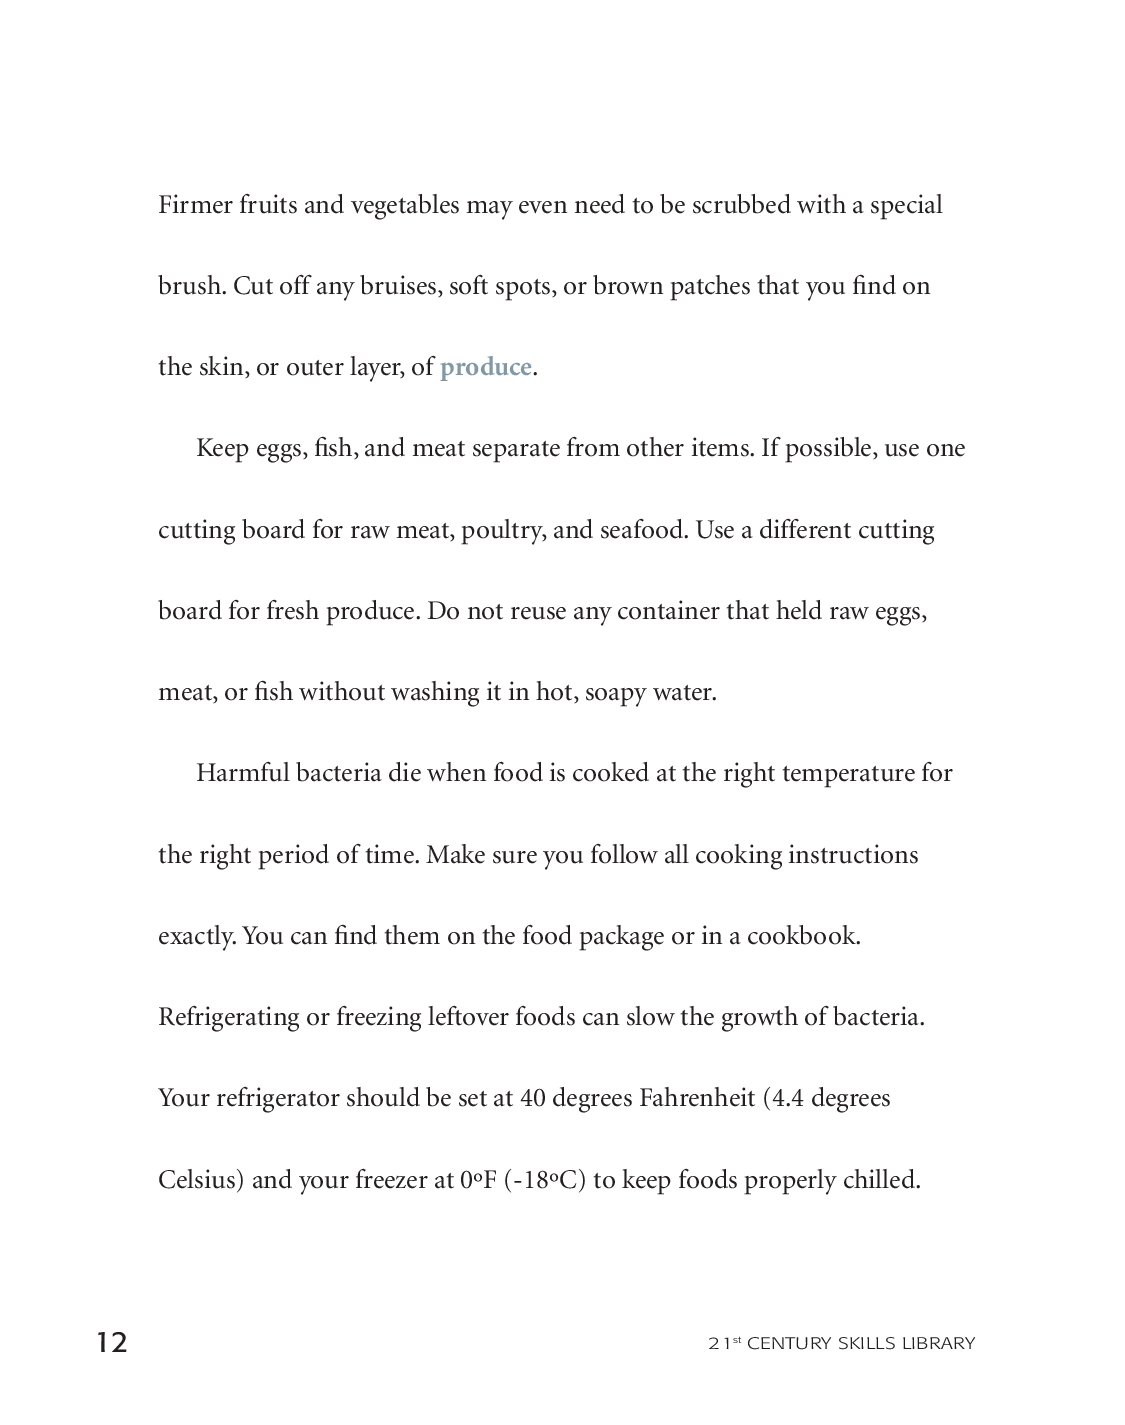 Firmer fruits and vegetables may even need to be scrubbed with a special
brush. Cut off any bruises, soft spots, or brown patches that you find on
the skin, or outer layer, of produce.
Keep eggs, fish, and meat separate from other items. If possible, use one
cutting board for raw meat, poultry, and seafood. Use a different cutting
board for fresh produce. Do not reuse any container that held raw eggs,
meat, or fish without washing it in hot, soapy water.
Harmful bacteria die when food is cooked at the right temperature for
the right period of time. Make sure you follow all cooking instructions
exactly. You can find them on the food package or in a cookbook.
Refrigerating or freezing leftover foods can slow the growth of bacteria.
Your refrigerator should be set at 40 degrees Fahrenheit (4.4 degrees
Celsius) and your freezer at 0ºF (-18ºC) to keep foods properly chilled.
12
21st CENTURY SKILLS LIBRARY